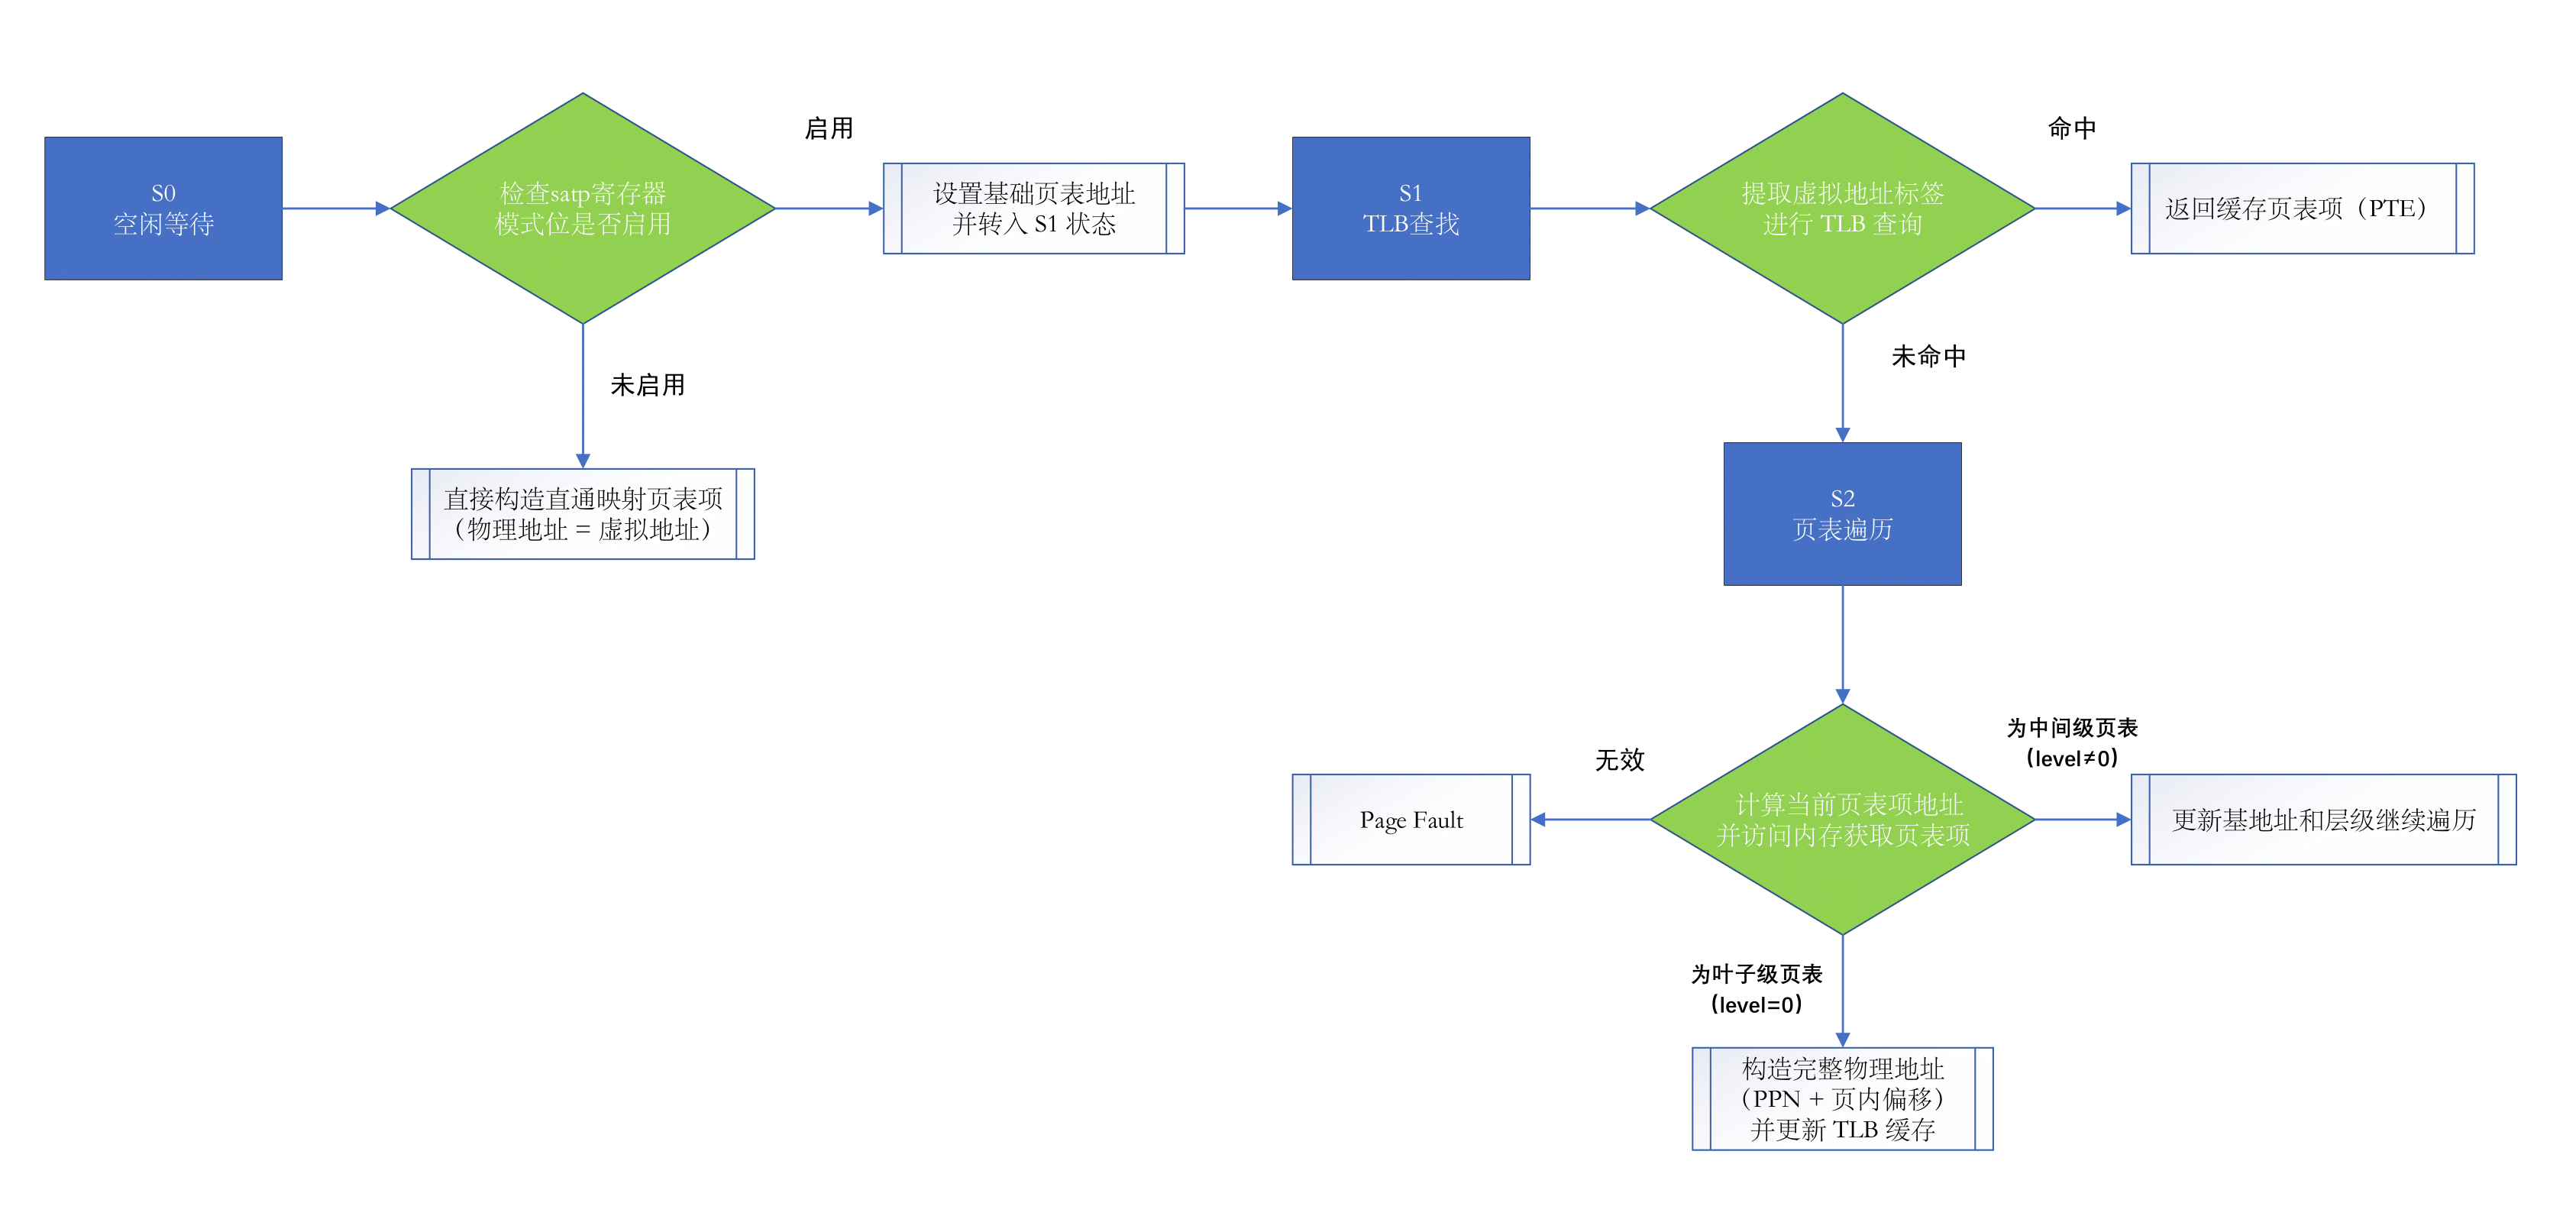 S0
空闲等待
检查satp寄存器
模式位是否启用
启用
设置基础页表地址
并转入 S1 状态
S1
TLB查找
提取虚拟地址标签
进行 TLB 查询
命中
返回缓存页表项（PTE）
未启用
直接构造直通映射页表项
（物理地址 = 虚拟地址）
未命中
S2
页表遍历
无效
Page Fault
计算当前页表项地址
并访问内存获取页表项
为中间级页表
（level≠0）
更新基地址和层级继续遍历
为叶子级页表
（level=0）
构造完整物理地址
（PPN + 页内偏移）
并更新 TLB 缓存